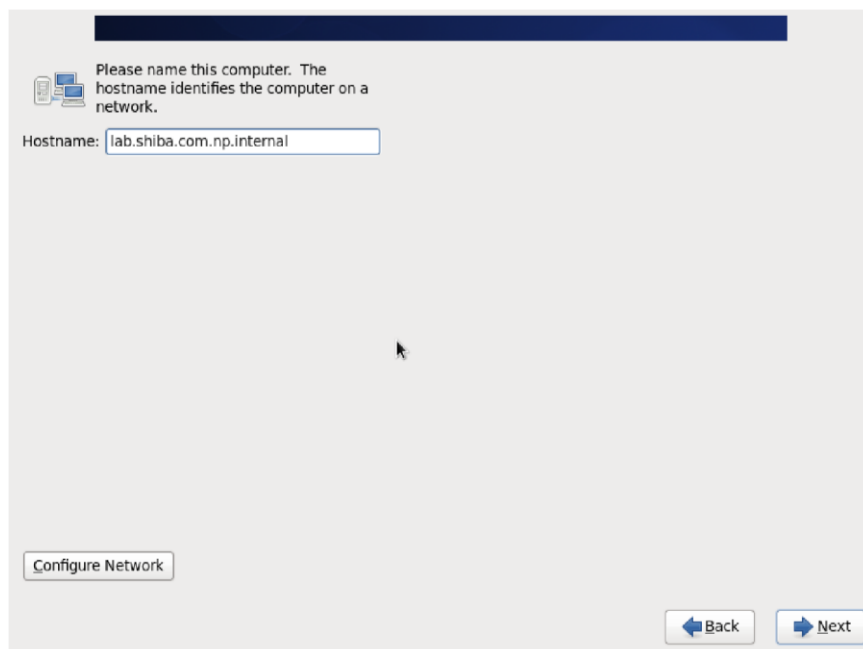 Please name this computer. The
hostname identifies the computer on a
network.
Hostname: lab.shiba.com.np.internal
Configure Network
Back Next